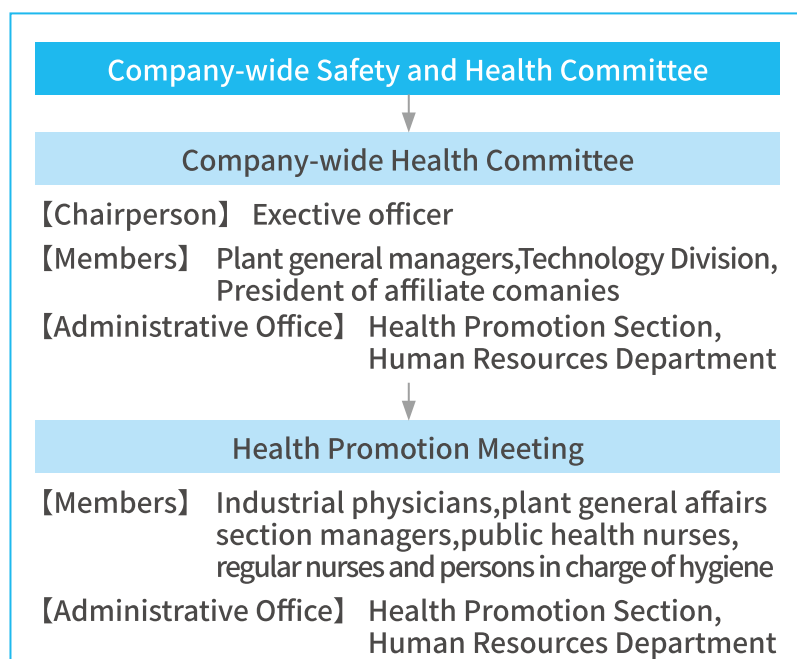 Company-wide Safety and Health Committee
Company-wide Health Committee
【Chairperson】 Exective officer
【Members】 Plant general managers,Technology Division,
President of affiliate comanies
【Administrative Office】 Health Promotion Section,
Human Resources Department
Health Promotion Meeting
【Members】 Industrial physicians,plant general affairs
section managers,public health nurses,
regular nurses and persons in charge of hygiene
【Administrative Office】 Health Promotion Section,
Human Resources Department